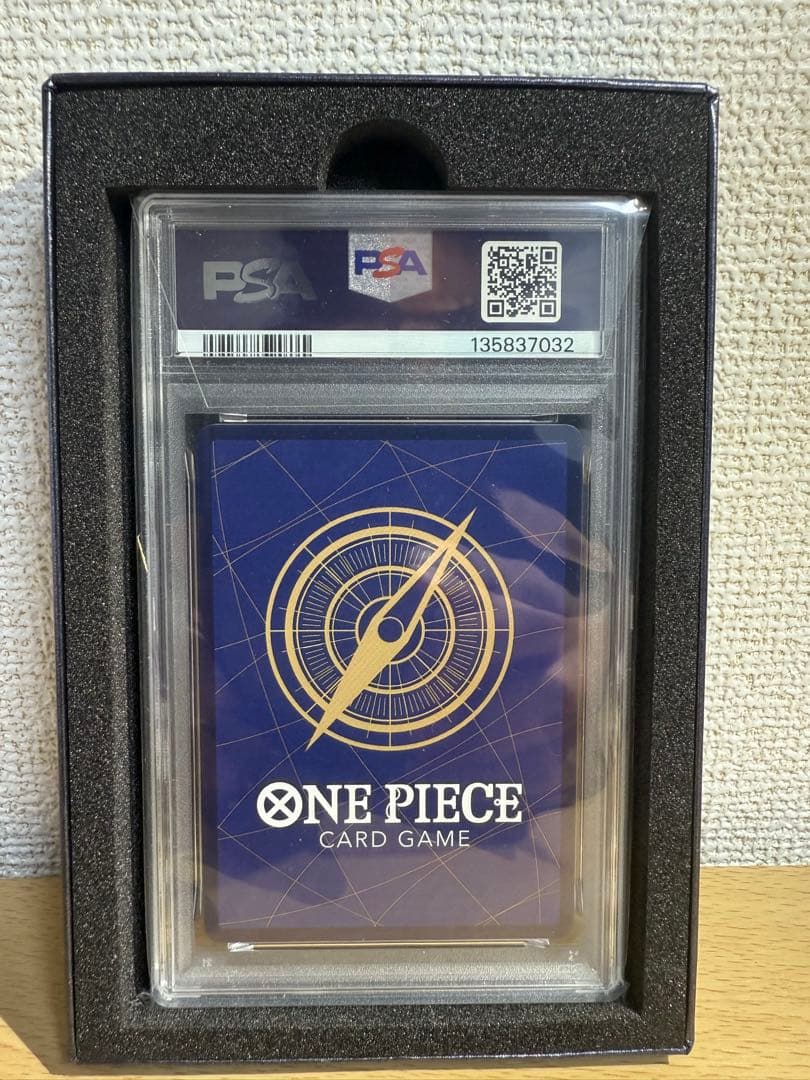 PSA
PSA
135837032
ONE PIECE
CARD GAME